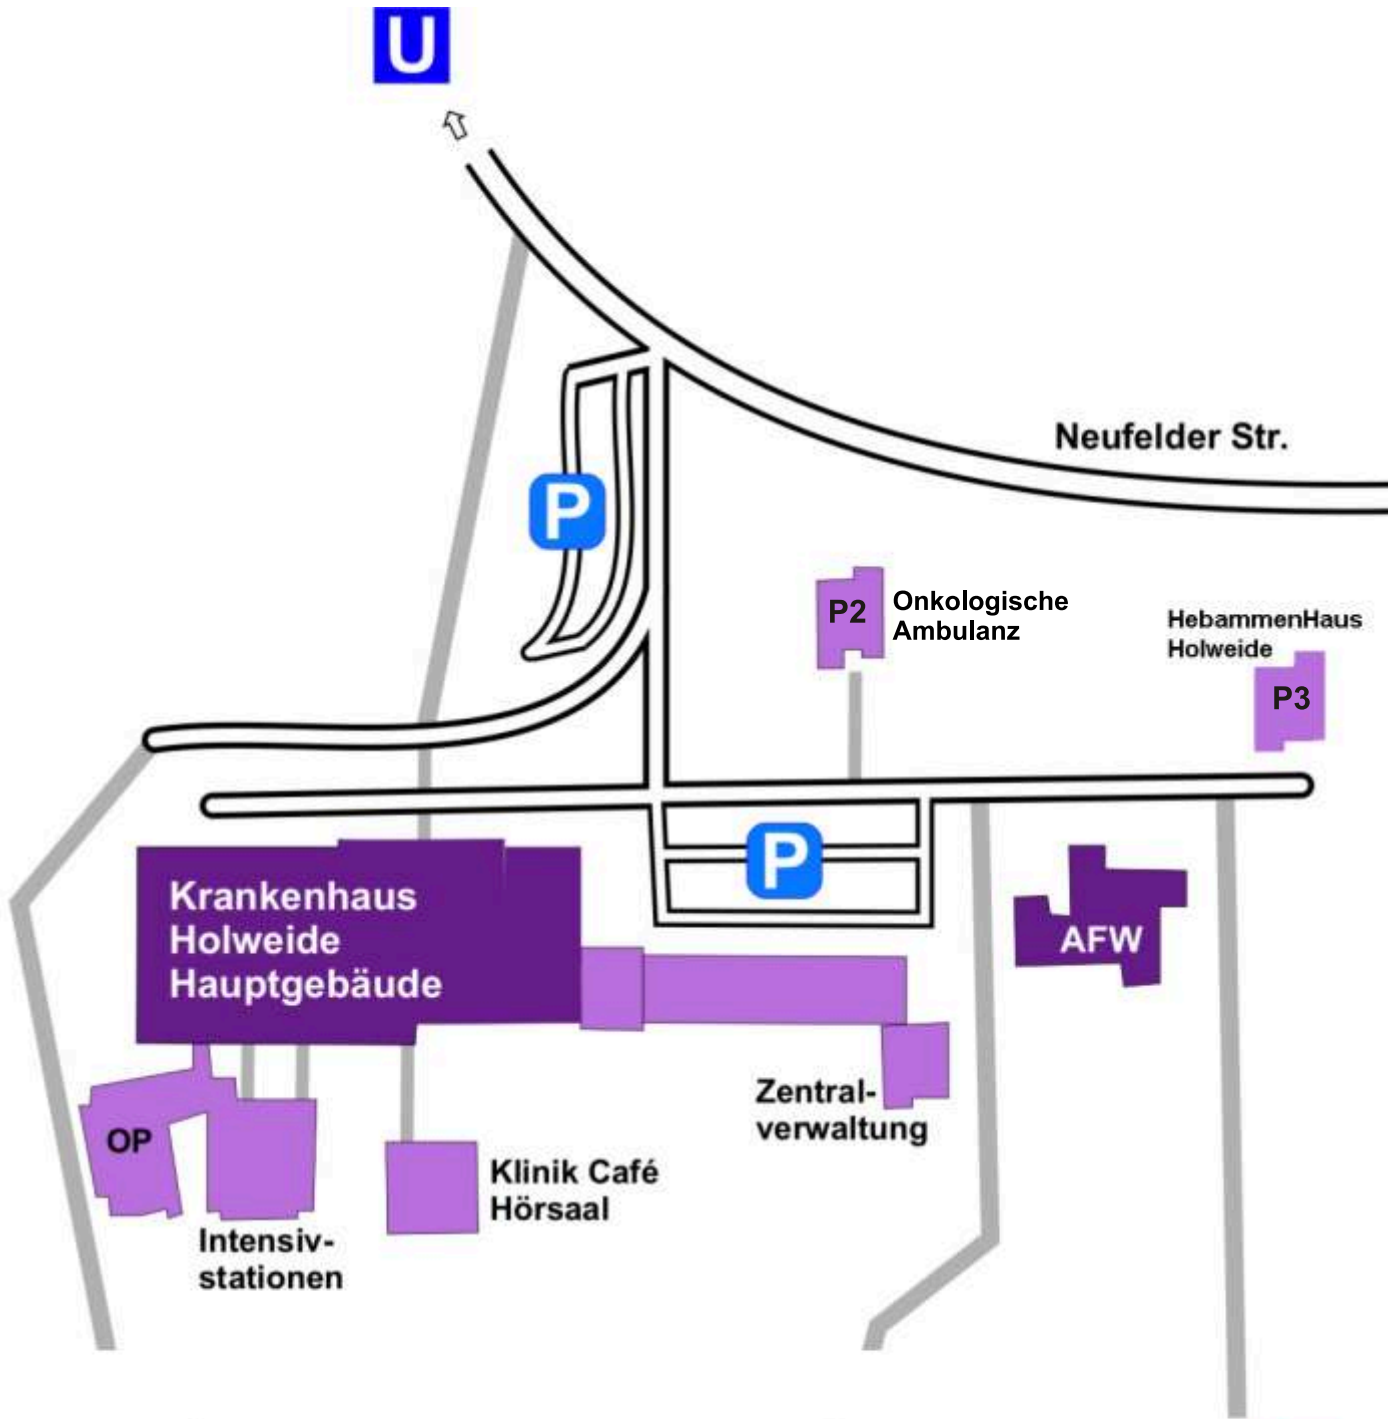 U
Neufelder Str.
P
P2
Onkologische
Ambulanz
HebammenHaus
Holweide
P3
P
Krankenhaus
Holweide
Hauptgebäude
AFW
OP
Zentral-
verwaltung
Klinik Café
Hörsaal
Intensiv-
stationen